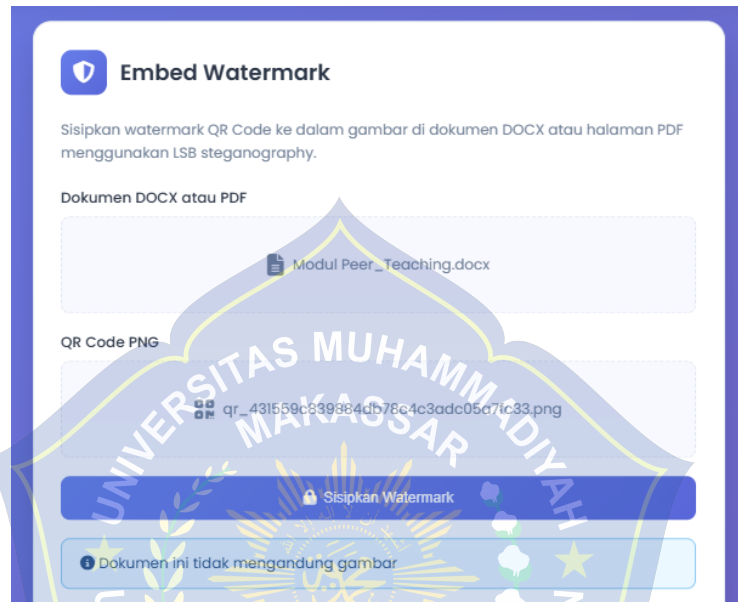 Embed Watermark
Sisipkan watermark QR Code ke dalam gambar di dokumen DOCX atau halaman PDF
menggunakan LSB steganography.
Dokumen DOCX atau PDF
Modul Peer_Teaching.docx
QR Code PNG
qr_431559c839884db78c4c3adc05a7fc33.png
Sisipkan Watermark
Dokumen ini tidak mengandung gambar
UNIVERSITAS MUHAMMADIYAH
MAKASSAR